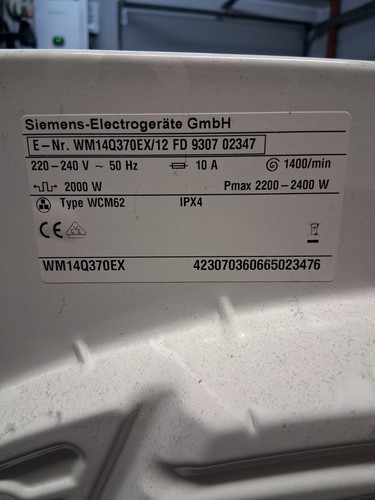 Siemens-Electrogeräte GmbH
E-Nr. WM14Q370EX/12 FD 9307 02347
220-240 V ~ 50 Hz 10 A 1400/min
2000 W Pmax 2200-2400 W
Type WCM62 IPX4
CE
WM14Q370EX 423070360665023476